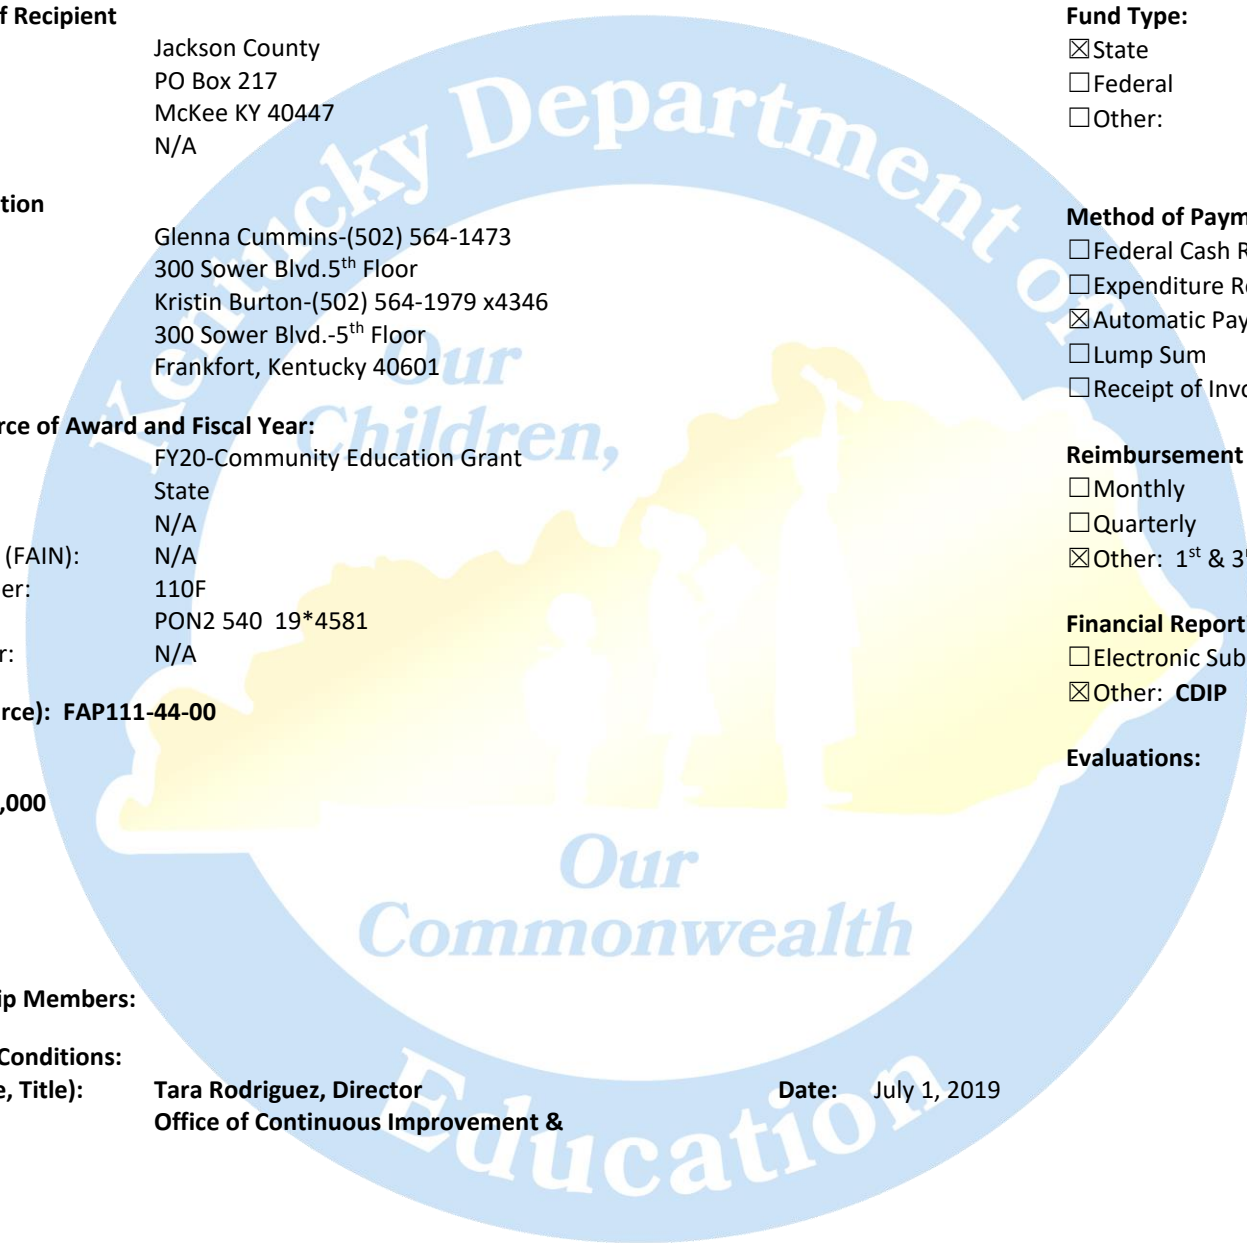 f Recipient
Jackson County
PO Box 217
McKee KY 40447
N/A
tion
Glenna Cummins-(502) 564-1473
300 Sower Blvd.5th Floor
Kristin Burton-(502) 564-1979 x4346
300 Sower Blvd.-5th Floor
Frankfort, Kentucky 40601
rce of Award and Fiscal Year:
FY20-Community Education Grant
State
N/A
(FAIN): N/A
er: 110F
PON2 540 19*4581
r: N/A
rce): FAP111-44-00
,000
ip Members:
Conditions:
e, Title): Tara Rodriguez, Director Date: July 1, 2019
Office of Continuous Improvement &
Fund Type:
☒State
☐Federal
☐Other:
Method of Paym
☐Federal Cash R
☐Expenditure R
☒Automatic Pay
☐Lump Sum
☐Receipt of Invo
Reimbursement
☐Monthly
☐Quarterly
☒Other: 1st & 3
Financial Report
☐Electronic Sub
☒Other: CDIP
Evaluations:
Kentucky Department of
Education
Our
Children,
Our
Commonwealth